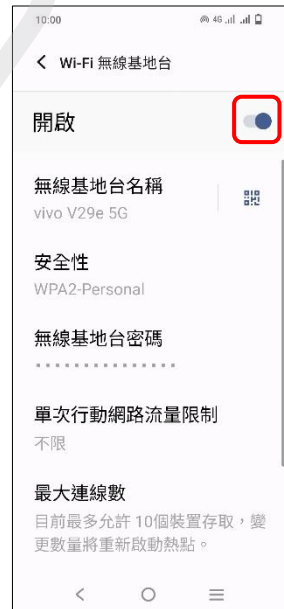 10:00 4G
Wi-Fi 無線基地台
開啟
無線基地台名稱
vivo V29e 5G
安全性
WPA2-Personal
無線基地台密碼
單次行動網路流量限制
不限
最大連線數
目前最多允許 10個裝置存取，變
更數量將重新啟動熱點。